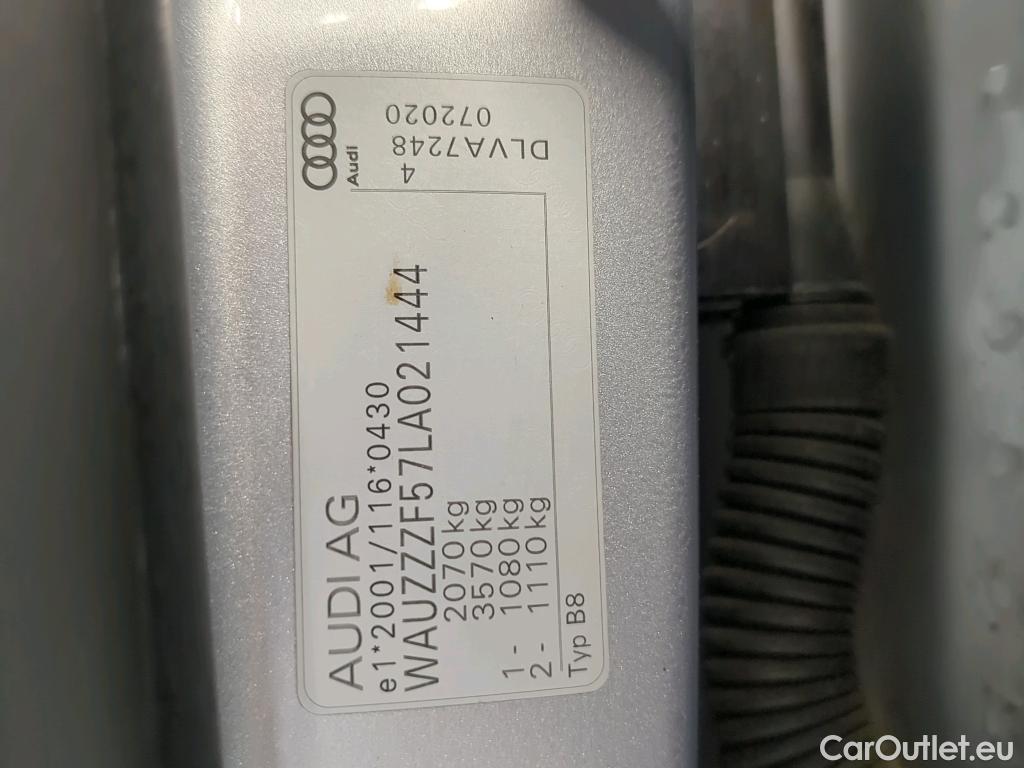 AUDI AG
e1*2001/116*0430
WAUZZZF57LA021444
2070 kg
3570 kg
1 - 1080 kg
2 - 1110 kg
Typ B8
Audi
4
072020
DLVA7248
CarOutlet.eu